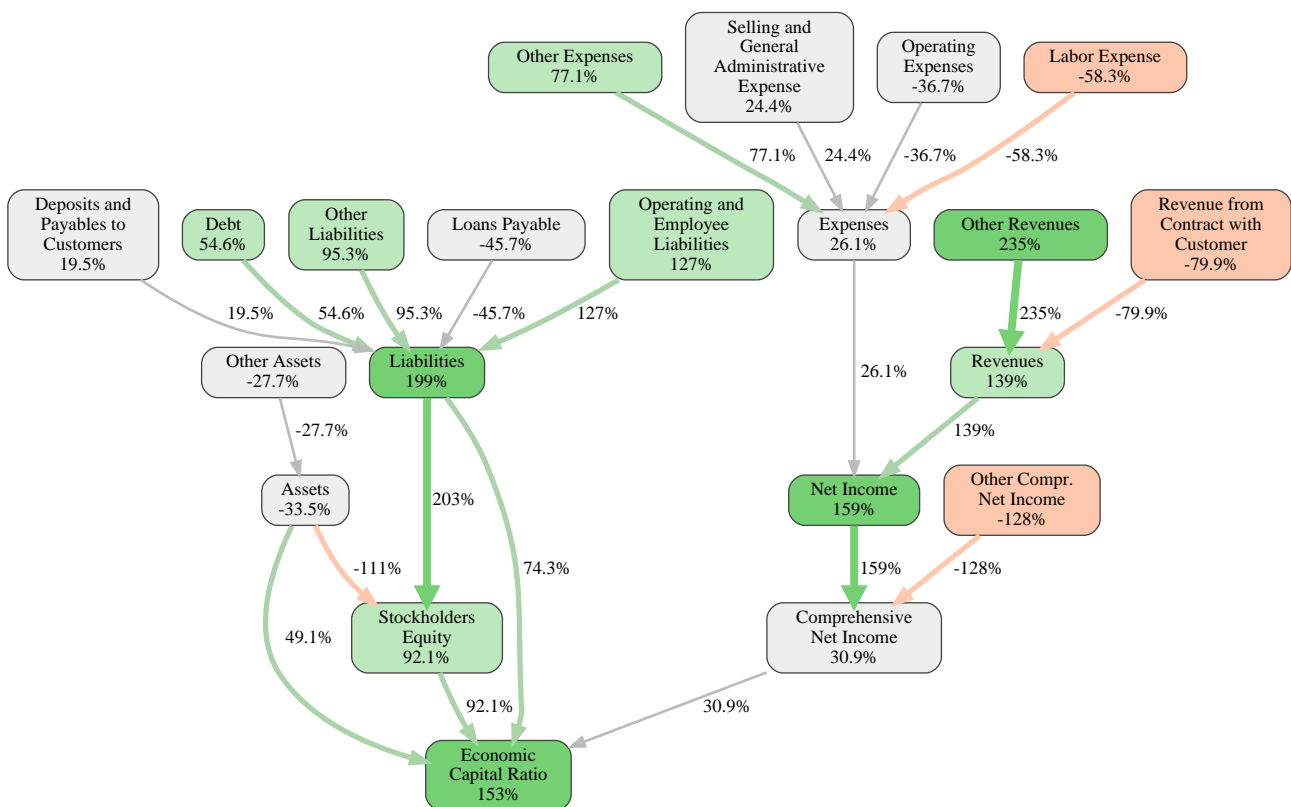 Selling and
General
Administrative
Expense
24.4%
Other Expenses
77.1%
Operating
Expenses
-36.7%
Labor Expense
-58.3%
77.1%
24.4%
-36.7%
-58.3%
Deposits and
Payables to
Customers
19.5%
Debt
54.6%
Other
Liabilities
95.3%
Loans Payable
-45.7%
Operating and
Employee
Liabilities
127%
Expenses
26.1%
Other Revenues
235%
Revenue from
Contract with
Customer
-79.9%
19.5%
54.6%
95.3%
-45.7%
127%
235%
-79.9%
Other Assets
-27.7%
Liabilities
199%
26.1%
Revenues
139%
-27.7%
139%
Assets
-33.5%
203%
Net Income
159%
Other Compr.
Net Income
-128%
-111%
74.3%
159%
-128%
49.1%
Stockholders
Equity
92.1%
Comprehensive
Net Income
30.9%
92.1%
30.9%
Economic
Capital Ratio
153%